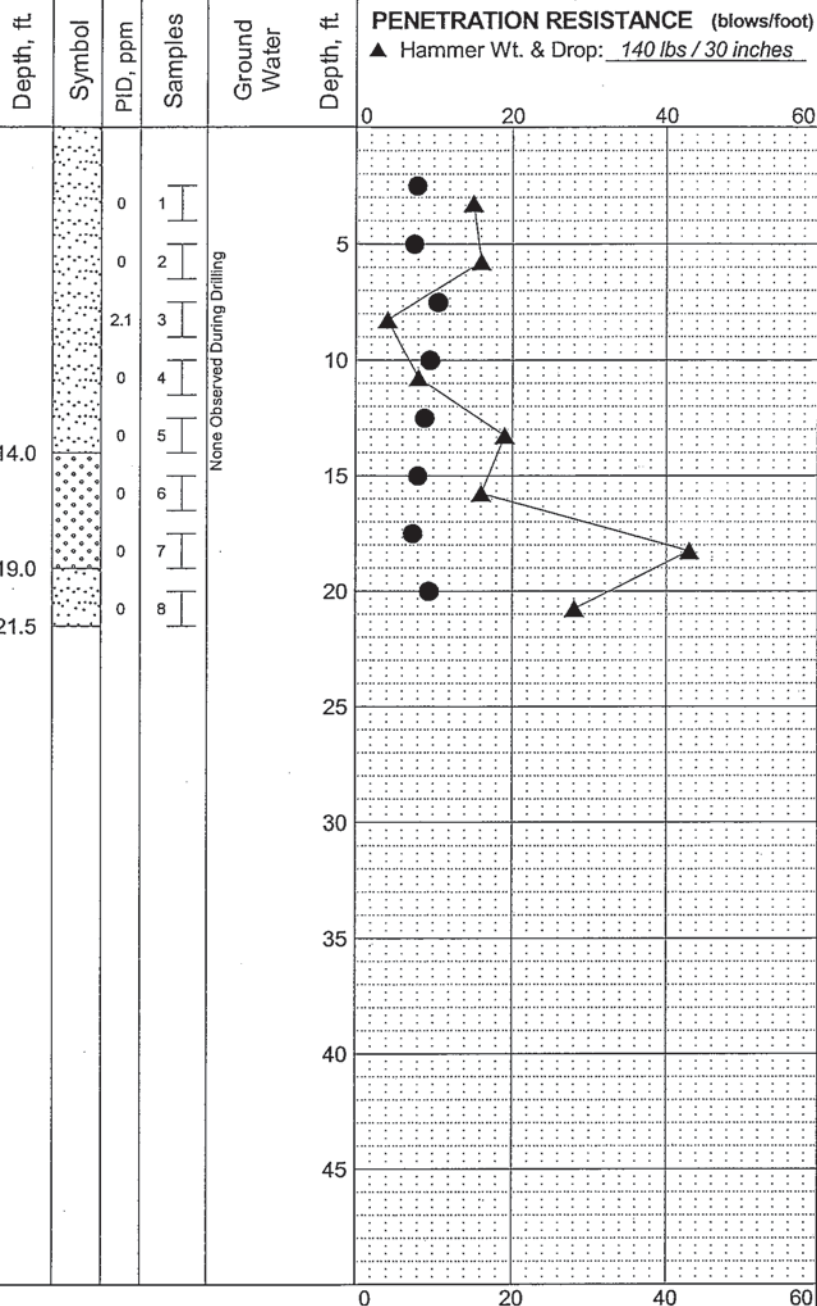 Depth, ft.
Symbol
PID, ppm
Samples
Ground
Water
Depth, ft.
PENETRATION RESISTANCE (blows/foot)
▲ Hammer Wt. & Drop: 140 lbs / 30 inches
0 20 40 60
0 1
5
0 2
2.1 3
10
0 4
0 5
14.0
15
0 6
0 7
19.0
20
0 8
21.5
None Observed During Drilling
25
30
35
40
45
0 20 40 60